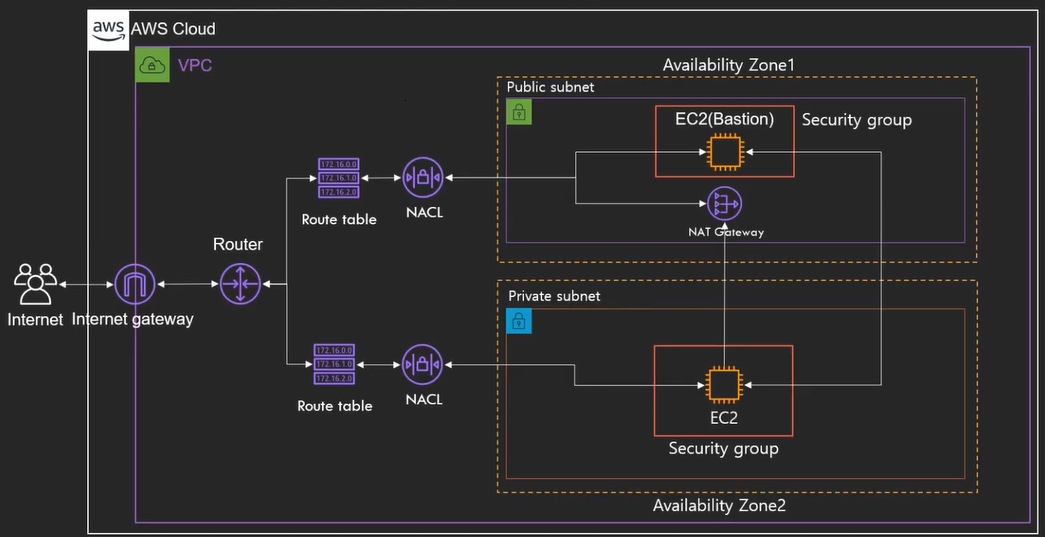 aws
AWS Cloud
VPC
Availability Zone1
Public subnet
EC2(Bastion)
Security group
172.16.0.0
172.16.1.0
172.16.2.0
Route table
NACL
NAT Gateway
Router
Internet
Internet gateway
Private subnet
172.16.0.0
172.16.1.0
172.16.2.0
Route table
NACL
EC2
Security group
Availability Zone2